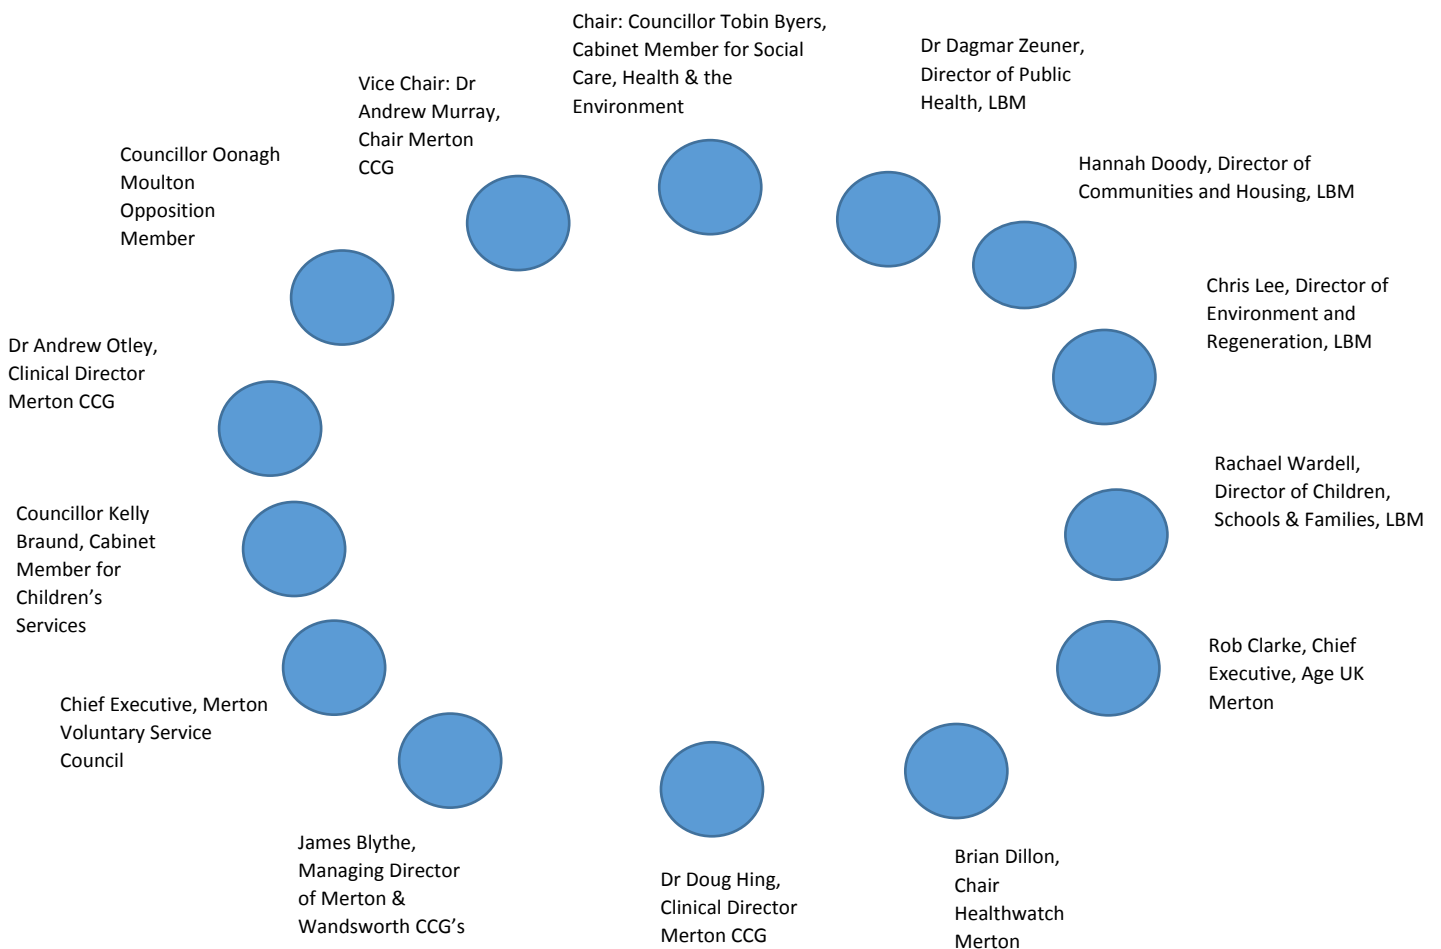 Chair: Councillor Tobin Byers,
Cabinet Member for Social
Care, Health & the
Environment
Dr Dagmar Zeuner,
Director of Public
Health, LBM
Vice Chair: Dr
Andrew Murray,
Chair Merton
CCG
Councillor Oonagh
Moulton
Opposition
Member
Hannah Doody, Director of
Communities and Housing, LBM
Chris Lee, Director of
Environment and
Regeneration, LBM
Dr Andrew Otley,
Clinical Director
Merton CCG
Rachael Wardell,
Director of Children,
Schools & Families, LBM
Councillor Kelly
Braund, Cabinet
Member for
Children’s
Services
Rob Clarke, Chief
Executive, Age UK
Merton
Chief Executive, Merton
Voluntary Service
Council
James Blythe,
Managing Director
of Merton &
Wandsworth CCG’s
Dr Doug Hing,
Clinical Director
Merton CCG
Brian Dillon,
Chair
Healthwatch
Merton